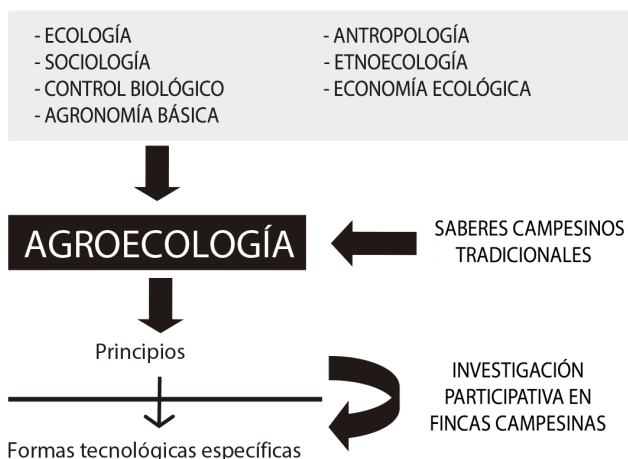 - ECOLOGÍA
- SOCIOLOGÍA
- CONTROL BIOLÓGICO
- AGRONOMÍA BÁSICA
- ANTROPOLOGÍA
- ETNOECOLOGÍA
- ECONOMÍA ECOLÓGICA
AGROECOLOGÍA
SABERES CAMPESINOS
TRADICIONALES
Principios
INVESTIGACIÓN
PARTICIPATIVA EN
FINCAS CAMPESINAS
Formas tecnológicas específicas